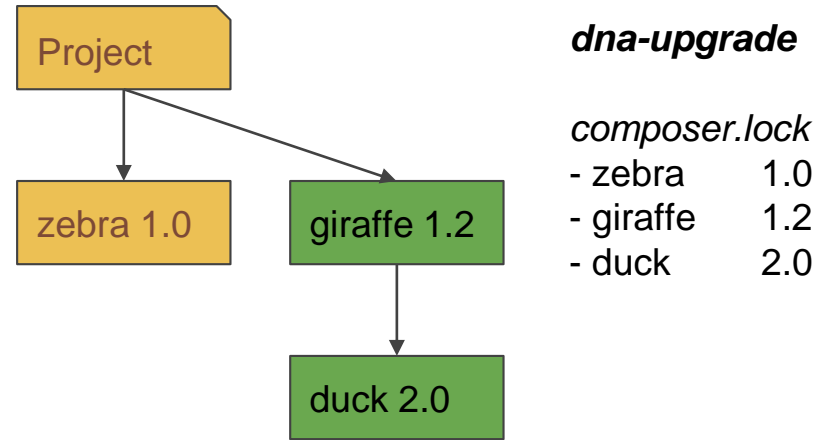 Project
zebra 1.0
giraffe 1.2
duck 2.0
dna-upgrade
composer.lock
- zebra 1.0
- giraffe 1.2
- duck 2.0